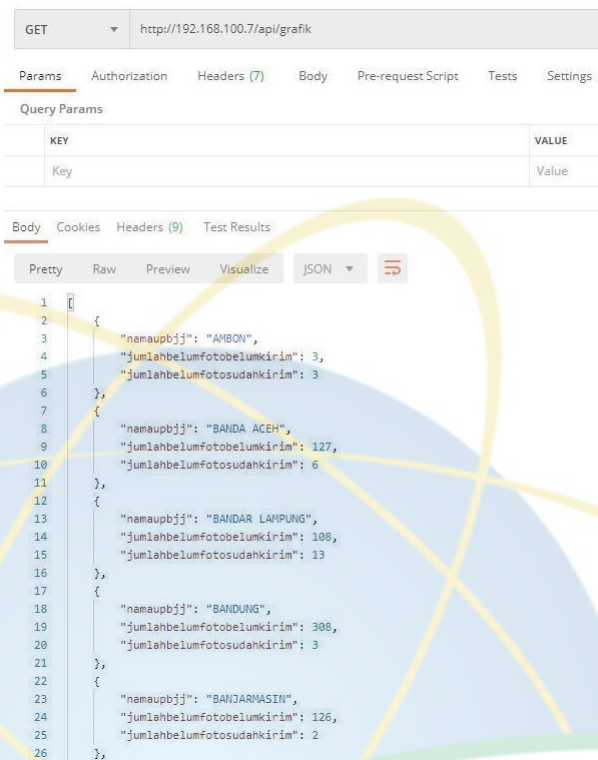 GET http://192.168.100.7/api/grafik
Params Authorization Headers (7) Body Pre-request Script Tests Settings
Query Params
KEY VALUE
Key Value
Body Cookies Headers (9) Test Results
Pretty Raw Preview Visualize JSON
1 [
2 {
3 "namaupbjj": "AMBON",
4 "jumlahbelumfotobelumkirim": 3,
5 "jumlahbelumfotosudahkirim": 3
6 },
7 {
8 "namaupbjj": "BANDA ACEH",
9 "jumlahbelumfotobelumkirim": 127,
10 "jumlahbelumfotosudahkirim": 6
11 },
12 {
13 "namaupbjj": "BANDAR LAMPUNG",
14 "jumlahbelumfotobelumkirim": 108,
15 "jumlahbelumfotosudahkirim": 13
16 },
17 {
18 "namaupbjj": "BANDUNG",
19 "jumlahbelumfotobelumkirim": 308,
20 "jumlahbelumfotosudahkirim": 3
21 },
22 {
23 "namaupbjj": "BANJARMASIN",
24 "jumlahbelumfotobelumkirim": 126,
25 "jumlahbelumfotosudahkirim": 2
26 },